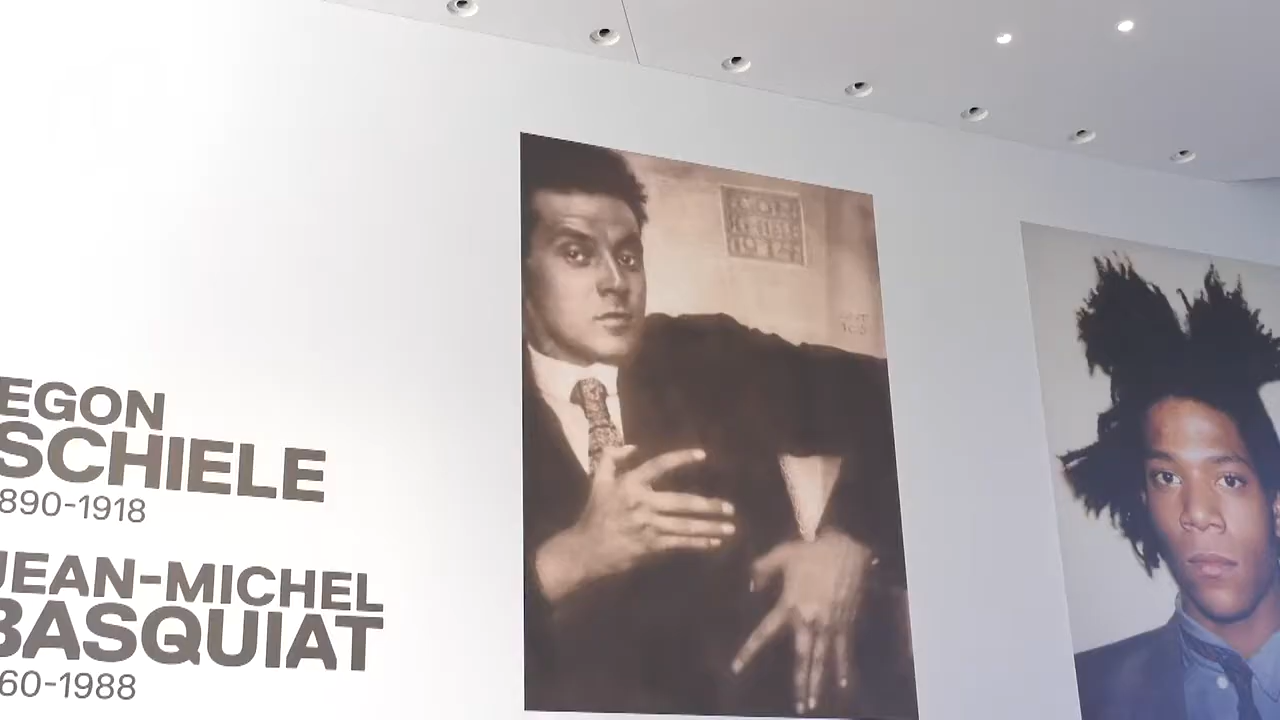 EGON
SCHIELE
890-1918
JEAN-MICHEL
BASQUIAT
60-1988